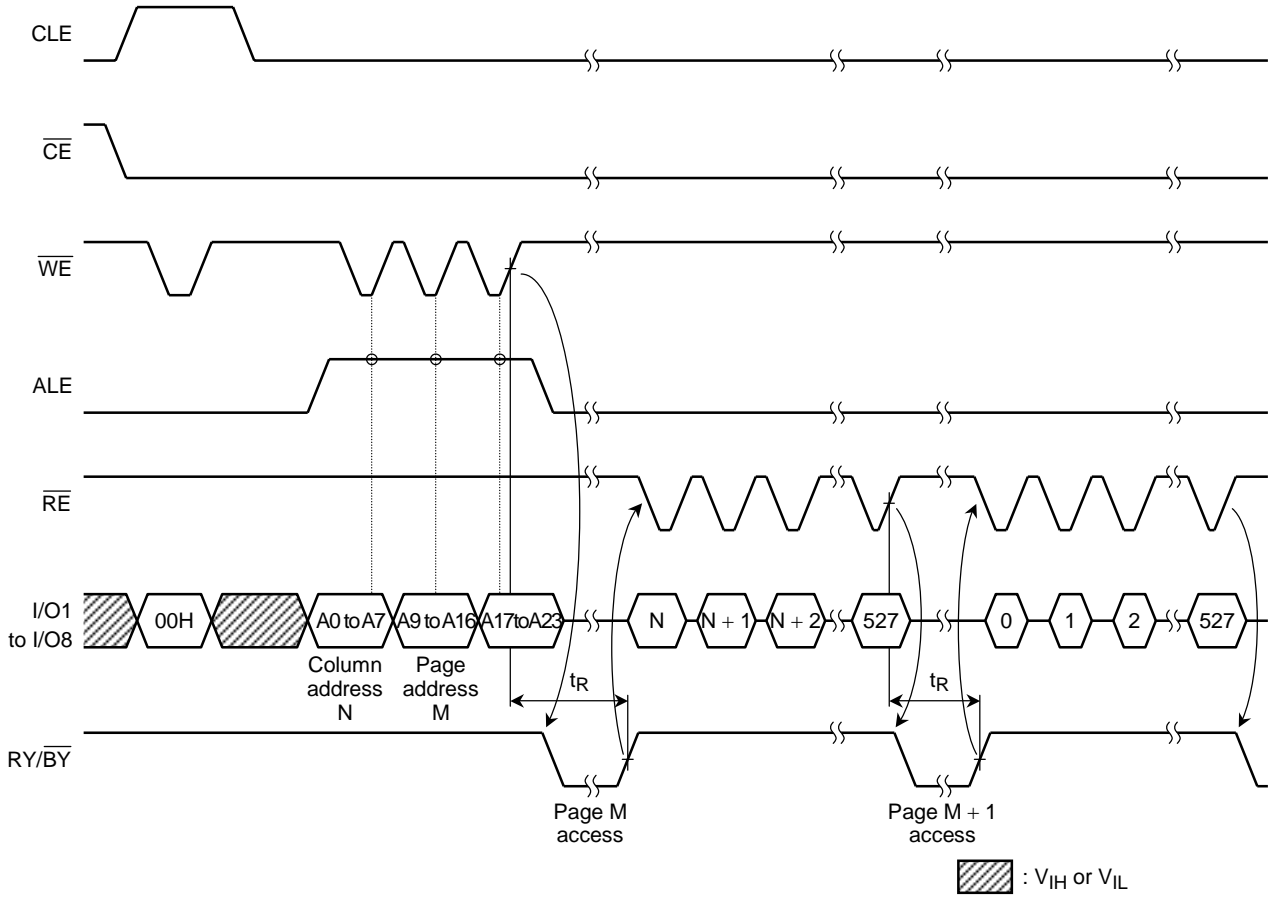 CLE
CE
WE
ALE
RE
I/O1
to I/O8
00H
A0 to A7
A9 to A16
A17 to A23
N
N + 1
N + 2
527
0
1
2
527
Column
address
N
Page
address
M
tR
tR
RY/BY
Page M
access
Page M + 1
access
: VIH or VIL